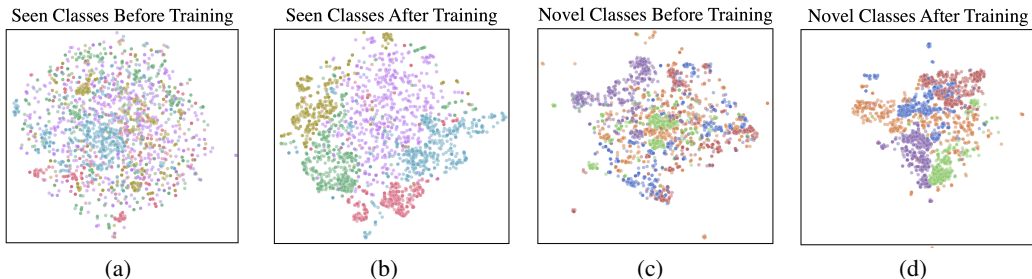 Seen Classes Before Training
Seen Classes After Training
Novel Classes Before Training
Novel Classes After Training
(a)
(b)
(c)
(d)